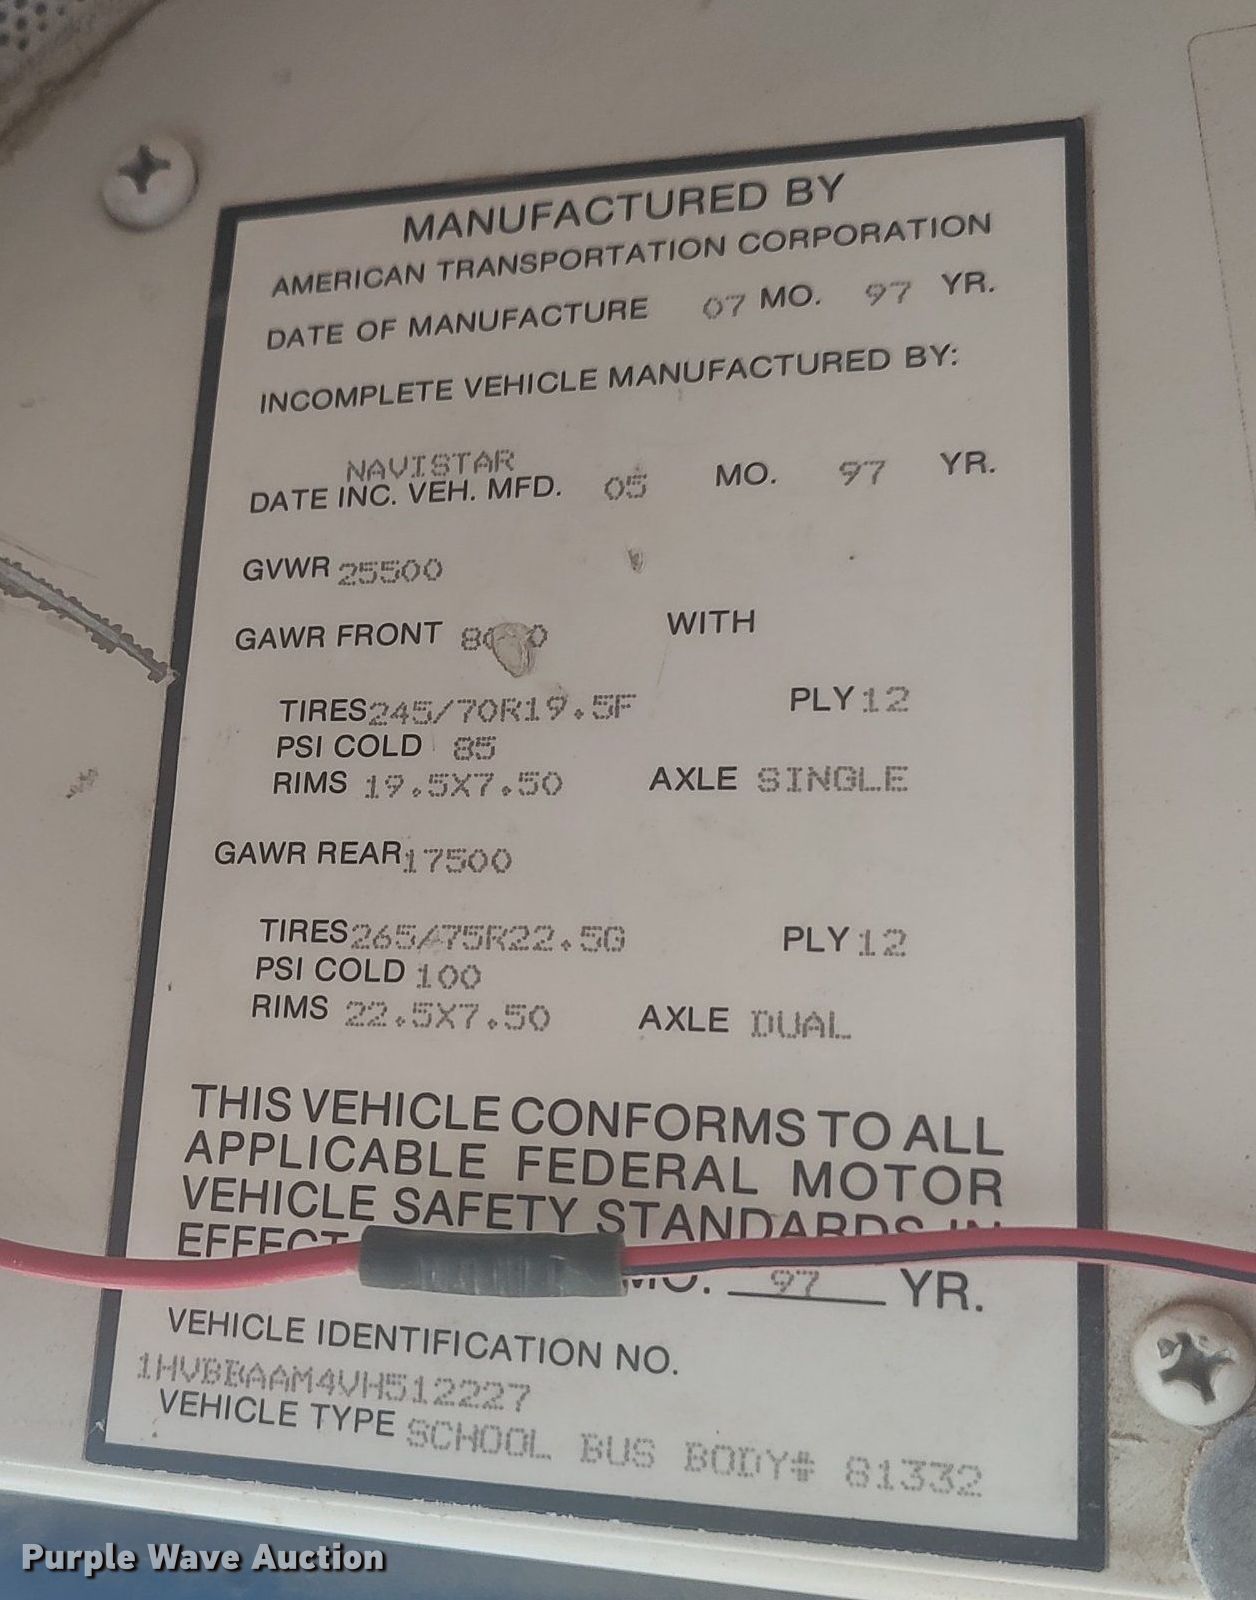 MANUFACTURED BY
AMERICAN TRANSPORTATION CORPORATION
DATE OF MANUFACTURE 07 MO. 97 YR.
INCOMPLETE VEHICLE MANUFACTURED BY:
NAVISTAR
DATE INC. VEH. MFD. 05 MO. 97 YR.
GVWR 25500
GAWR FRONT WITH
TIRES 245/70R19.5F PLY 12
PSI COLD 85
RIMS 19.5X7.50 AXLE SINGLE
GAWR REAR 17500
TIRES 265/75R22.5G PLY 12
PSI COLD 100
RIMS 22.5X7.50 AXLE DUAL
THIS VEHICLE CONFORMS TO ALL
APPLICABLE FEDERAL MOTOR
VEHICLE SAFETY STANDARDS IN
EFFECT
MO. 97 YR.
VEHICLE IDENTIFICATION NO.
1HVBBAAM4VH512227
VEHICLE TYPE SCHOOL BUS BODY# 81332
Purple Wave Auction